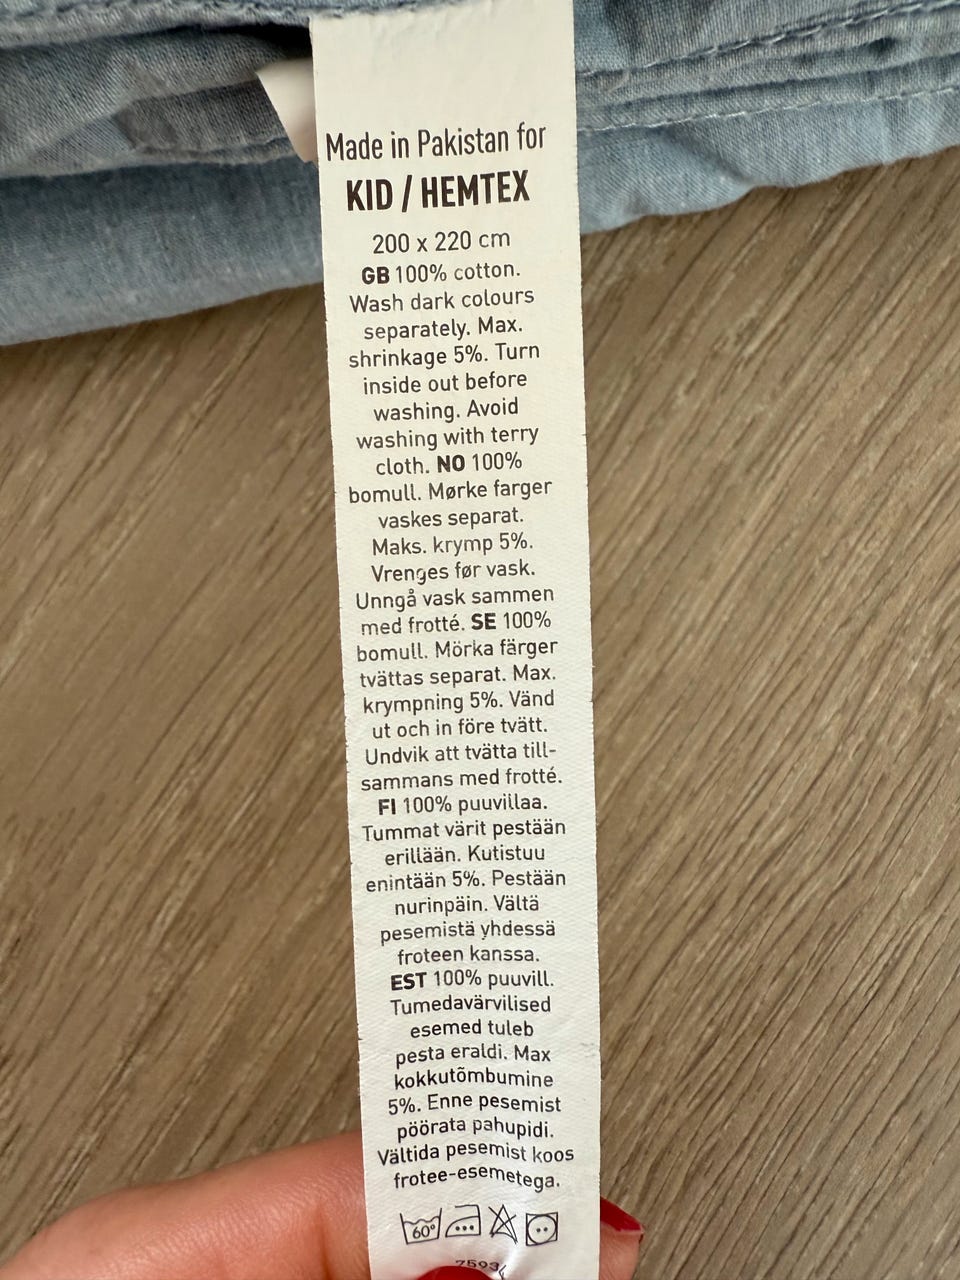 Made in Pakistan for
KID / HEMTEX
200 x 220 cm
GB 100% cotton.
Wash dark colours
separately. Max.
shrinkage 5%. Turn
inside out before
washing. Avoid
washing with terry
cloth. NO 100%
bomull. Mørke farger
vaskes separat.
Maks. krymp 5%.
Vrenges før vask.
Unngå vask sammen
med frotté. SE 100%
bomull. Mörka färger
tvättas separat. Max.
krympning 5%. Vänd
ut och in före tvätt.
Undvik att tvätta till-
sammans med frotté.
FI 100% puuvillaa.
Tummat värit pestään
erillään. Kutistuu
enintään 5%. Pestään
nurinpäin. Vältä
pesemistä yhdessä
froteen kanssa.
EST 100% puuvill.
Tumedavärvilised
esemed tuleb
pesta eraldi. Max
kokkutõmbumine
5%. Enne pesemist
pöörata pahupidi.
Vältida pesemist koos
frotee-esemetega.
60°